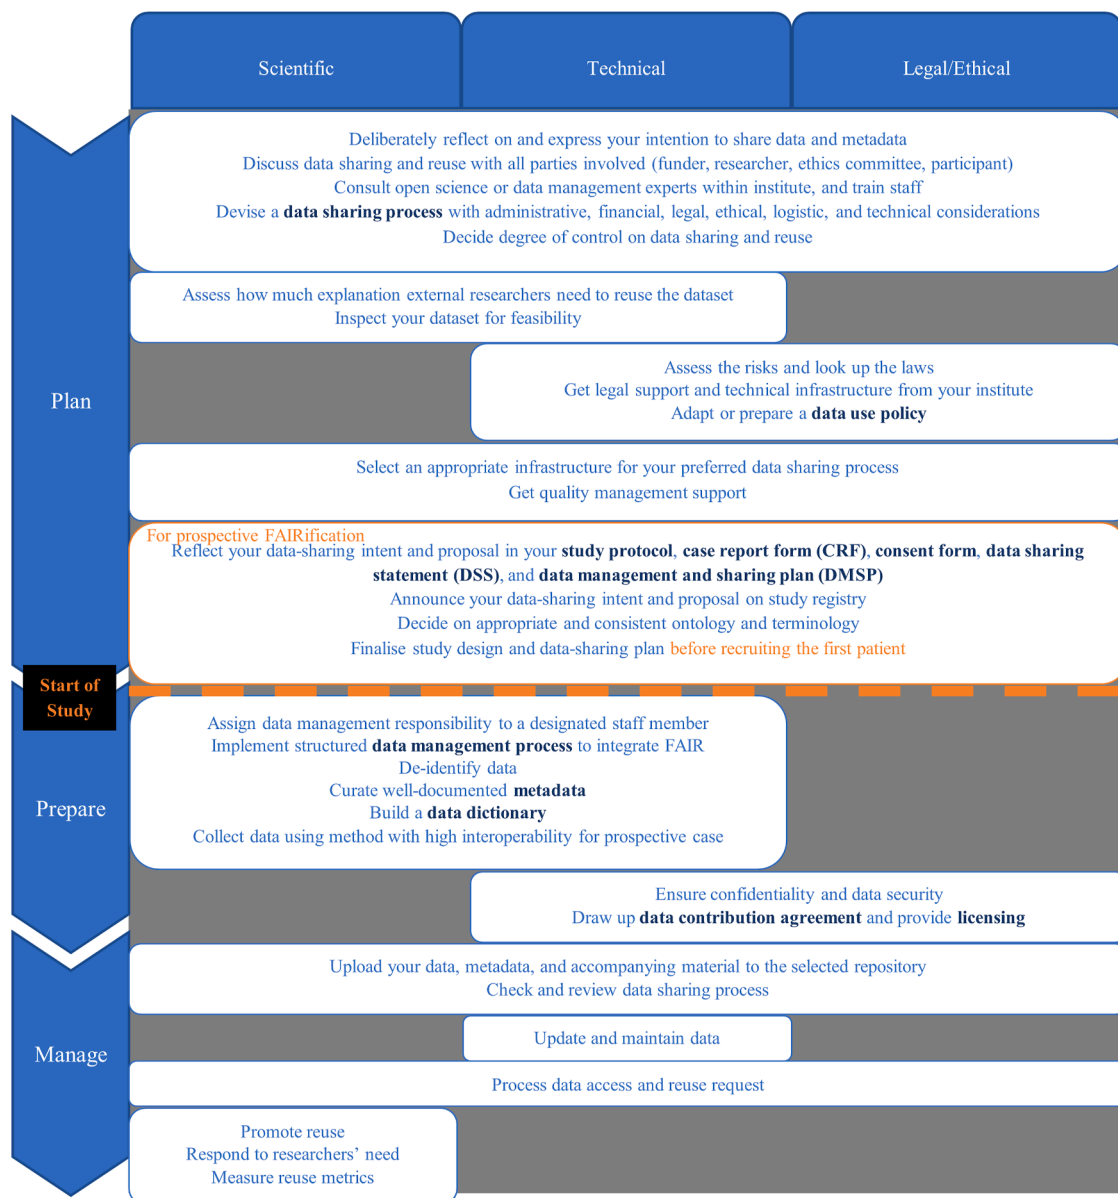 Scientific
Technical
Legal/Ethical
Plan
Deliberately reflect on and express your intention to share data and metadata
Discuss data sharing and reuse with all parties involved (funder, researcher, ethics committee, participant)
Consult open science or data management experts within institute, and train staff
Devise a data sharing process with administrative, financial, legal, ethical, logistic, and technical considerations
Decide degree of control on data sharing and reuse
Assess how much explanation external researchers need to reuse the dataset
Inspect your dataset for feasibility
Assess the risks and look up the laws
Get legal support and technical infrastructure from your institute
Adapt or prepare a data use policy
Select an appropriate infrastructure for your preferred data sharing process
Get quality management support
For prospective FAIRification
Reflect your data-sharing intent and proposal in your study protocol, case report form (CRF), consent form, data sharing
statement (DSS), and data management and sharing plan (DMSP)
Announce your data-sharing intent and proposal on study registry
Decide on appropriate and consistent ontology and terminology
Finalise study design and data-sharing plan before recruiting the first patient
Start of
Study
Prepare
Assign data management responsibility to a designated staff member
Implement structured data management process to integrate FAIR
De-identify data
Curate well-documented metadata
Build a data dictionary
Collect data using method with high interoperability for prospective case
Ensure confidentiality and data security
Draw up data contribution agreement and provide licensing
Manage
Upload your data, metadata, and accompanying material to the selected repository
Check and review data sharing process
Update and maintain data
Process data access and reuse request
Promote reuse
Respond to researchers’ need
Measure reuse metrics